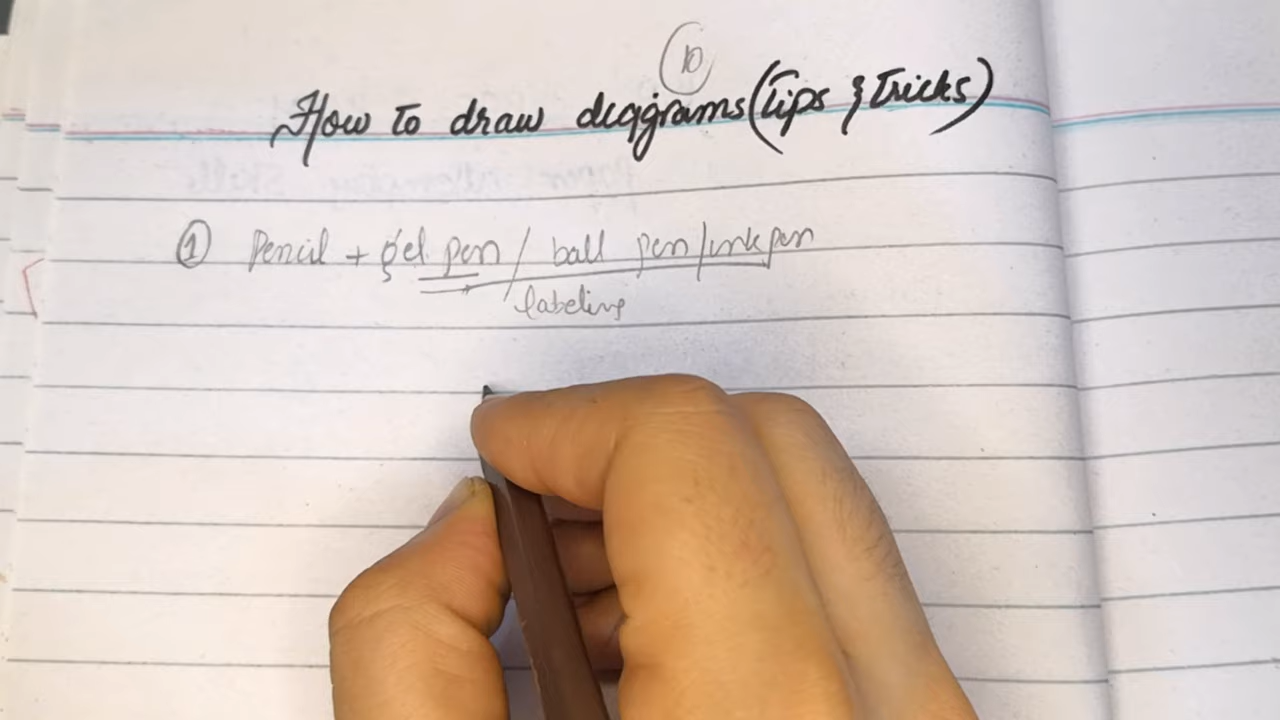 10
How to draw diagrams (Tips & Tricks)
① Pencil + gel pen / ball pen/ink pen
labeling